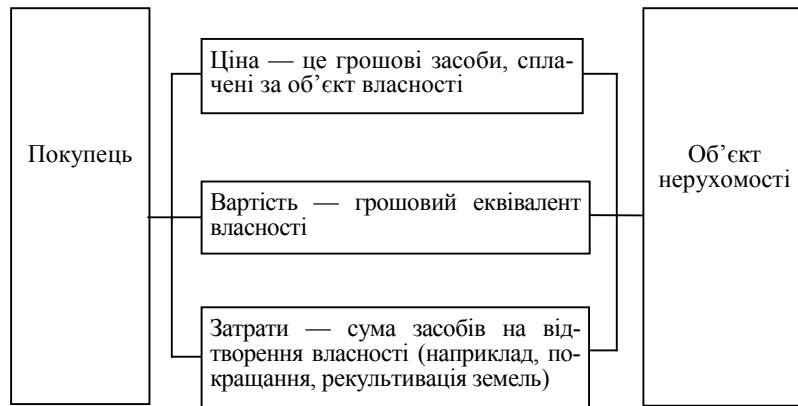 Покупець
Ціна — це грошові засоби, спла-
чені за об’єкт власності
Вартість — грошовий еквівалент
власності
Затрати — сума засобів на від-
творення власності (наприклад, по-
кращання, рекультивація земель)
Об’єкт
нерухомості